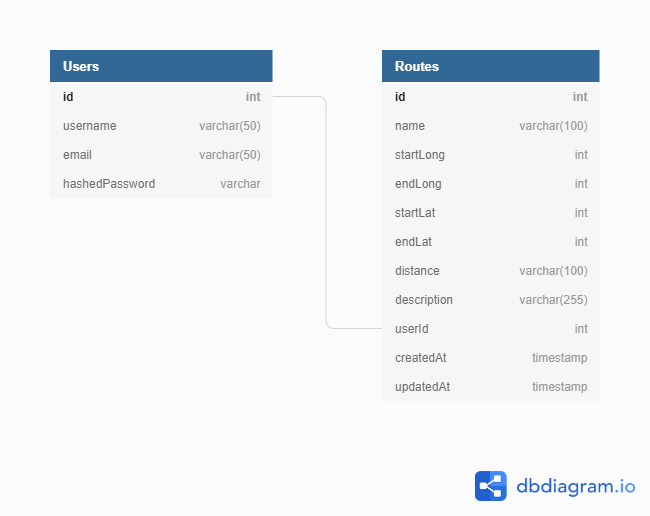 Users
id int
username varchar(50)
email varchar(50)
hashedPassword varchar
Routes
id int
name varchar(100)
startLong int
endLong int
startLat int
endLat int
distance varchar(100)
description varchar(255)
userId int
createdAt timestamp
updatedAt timestamp
dbdiagram.io